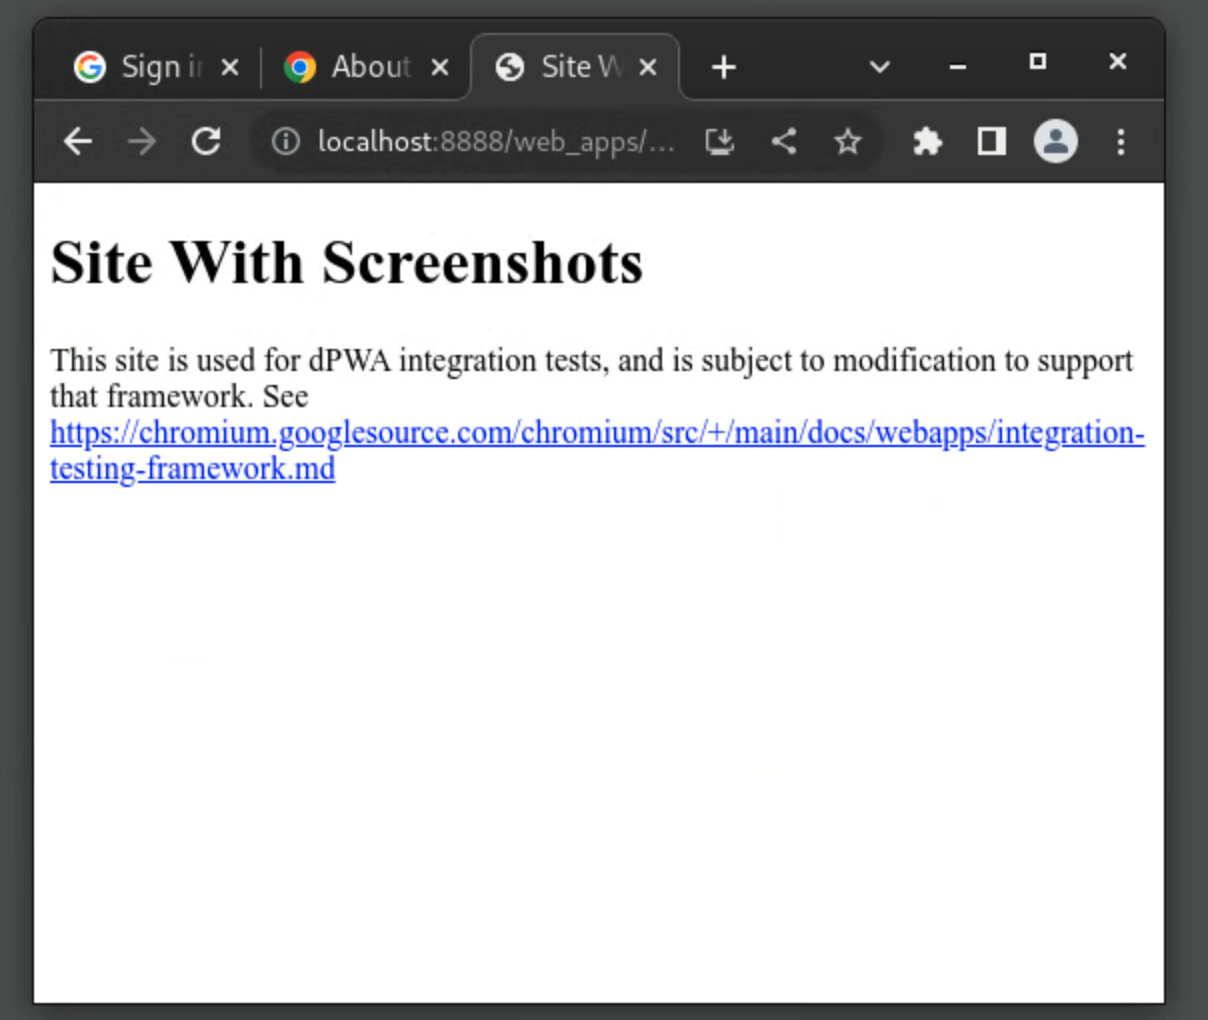 Sign in
About
Site W
localhost:8888/web_apps/...
Site With Screenshots
This site is used for dPWA integration tests, and is subject to modification to support
that framework. See
https://chromium.googlesource.com/chromium/src/+/main/docs/webapps/integration-
testing-framework.md